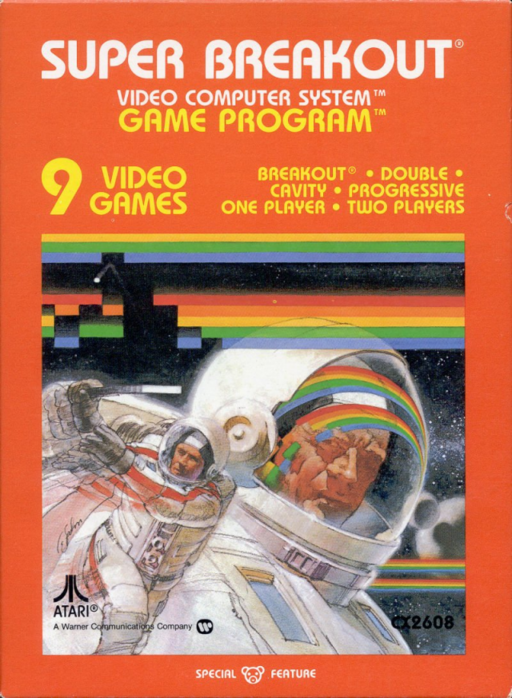 SUPER BREAKOUT®
VIDEO COMPUTER SYSTEM™
GAME PROGRAM™
9 VIDEO GAMES
BREAKOUT® • DOUBLE •
CAVITY • PROGRESSIVE
ONE PLAYER • TWO PLAYERS
ATARI®
A Warner Communications Company
CX2608
SPECIAL FEATURE